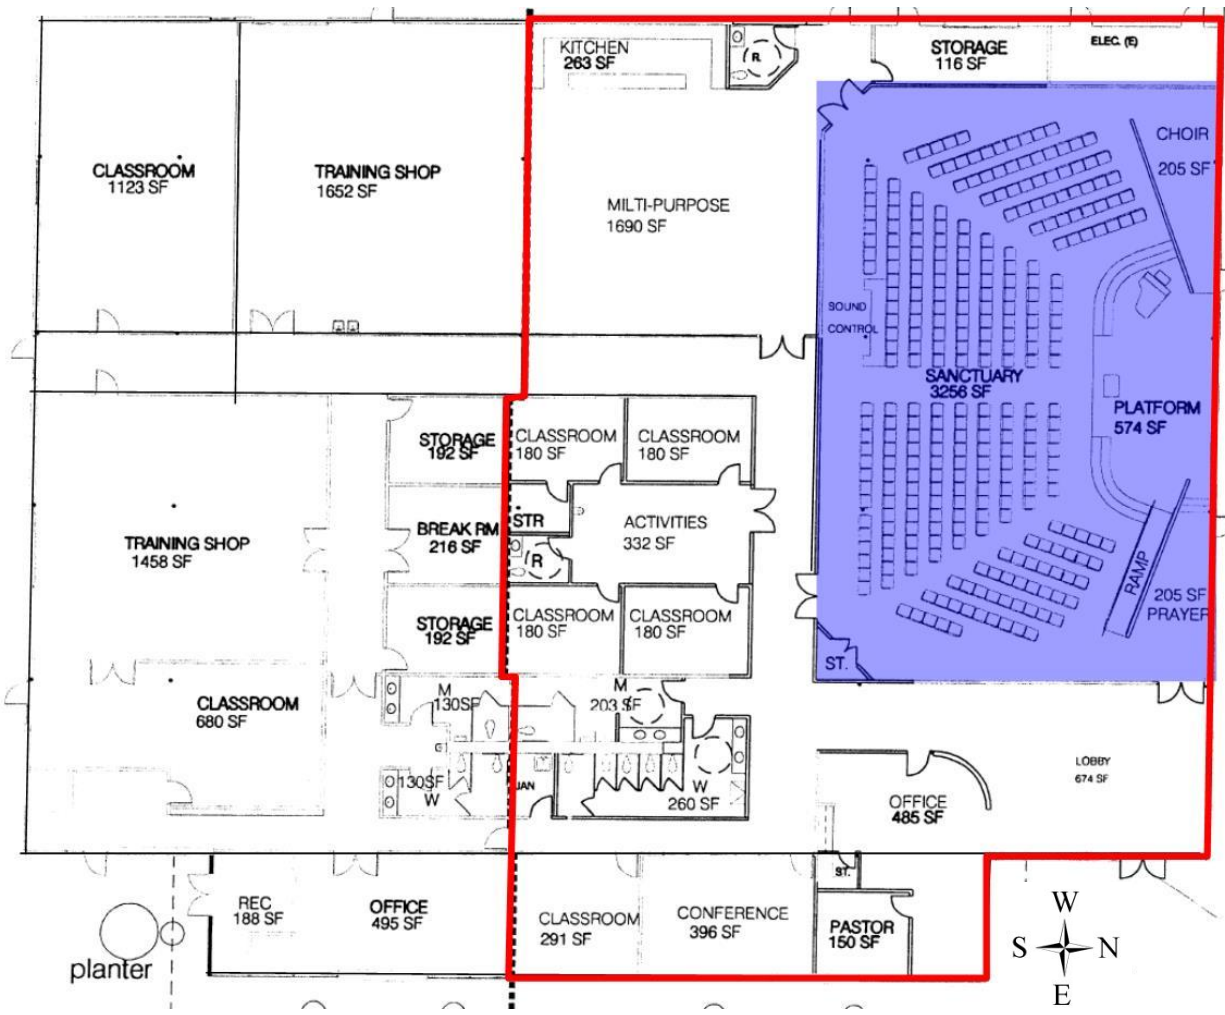 KITCHEN
263 SF
R
STORAGE
116 SF
ELEC. (E)
CLASSROOM
1123 SF
TRAINING SHOP
1652 SF
MILTI-PURPOSE
1690 SF
CHOIR
205 SF
SOUND
CONTROL
SANCTUARY
3256 SF
PLATFORM
574 SF
STORAGE
192 SF
CLASSROOM
180 SF
CLASSROOM
180 SF
BREAK RM
216 SF
STR
ACTIVITIES
332 SF
R
TRAINING SHOP
1458 SF
RAMP
205 SF
PRAYER
STORAGE
192 SF
CLASSROOM
180 SF
CLASSROOM
180 SF
ST.
CLASSROOM
680 SF
M
130SF
M
203 SF
130SF
W
JAN
W
260 SF
LOBBY
674 SF
OFFICE
485 SF
ST.
REC
188 SF
OFFICE
495 SF
CLASSROOM
291 SF
CONFERENCE
396 SF
PASTOR
150 SF
planter
W
S
N
E